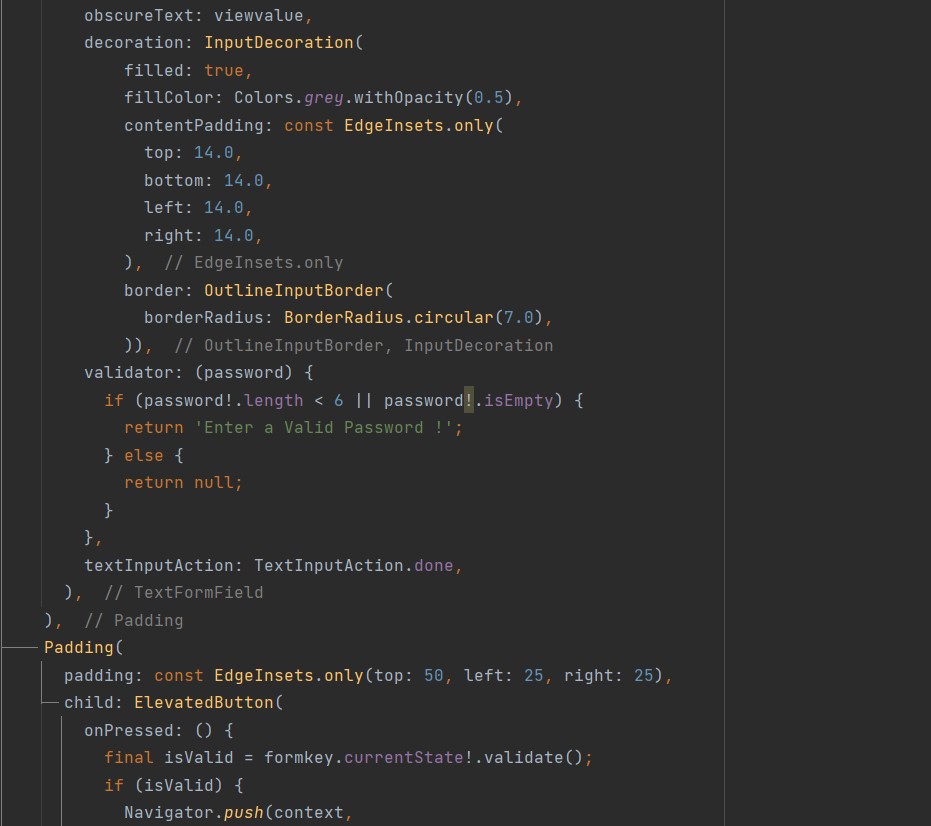 obscureText: viewvalue,
decoration: InputDecoration(
filled: true,
fillColor: Colors.grey.withOpacity(0.5),
contentPadding: const EdgeInsets.only(
top: 14.0,
bottom: 14.0,
left: 14.0,
right: 14.0,
), // EdgeInsets.only
border: OutlineInputBorder(
borderRadius: BorderRadius.circular(7.0),
)), // OutlineInputBorder, InputDecoration
validator: (password) {
if (password!.length < 6 || password!.isEmpty) {
return 'Enter a Valid Password !';
} else {
return null;
}
},
textInputAction: TextInputAction.done,
), // TextFormField
), // Padding
Padding(
padding: const EdgeInsets.only(top: 50, left: 25, right: 25),
child: ElevatedButton(
onPressed: () {
final isValid = formkey.currentState!.validate();
if (isValid) {
Navigator.push(context,